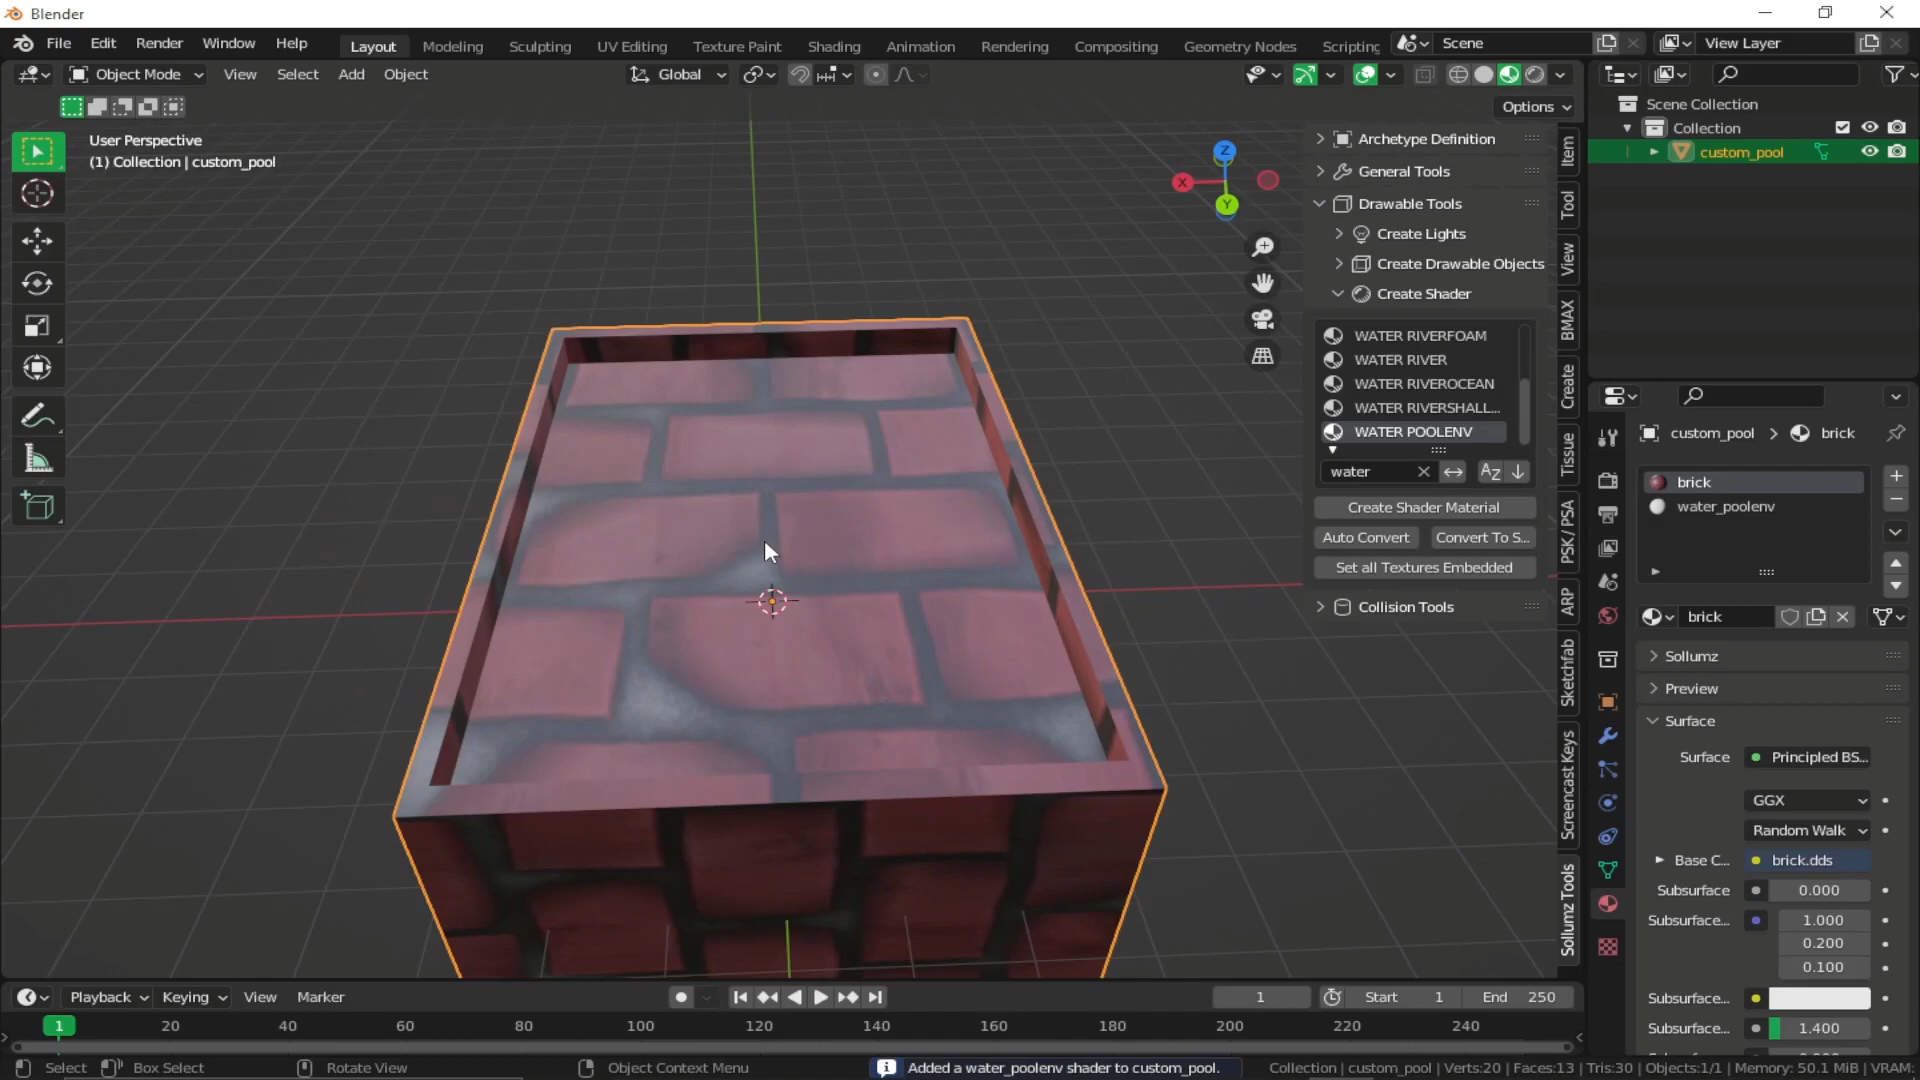 Blender
File Edit Render Window Help
Layout Modeling Sculpting UV Editing Texture Paint Shading Animation Rendering Compositing Geometry Nodes Scripting
Scene
View Layer
Object Mode View Select Add Object
Global
Options
User Perspective
(1) Collection | custom_pool
Z
X
Y
Archetype Definition
General Tools
Drawable Tools
Create Lights
Create Drawable Objects
Create Shader
WATER RIVERFOAM
WATER RIVER
WATER RIVEROCEAN
WATER RIVERSHALL...
WATER POOLENV
water
AZ
Create Shader Material
Auto Convert Convert To S...
Set all Textures Embedded
Collision Tools
Item
Tool
View
BMAX
Create
Tissue
PSK / PSA
ARP
Sketchfab
Screencast Keys
Sollumz Tools
Scene Collection
Collection
custom_pool
custom_pool > brick
brick
water_poolenv
brick
Sollumz
Preview
Surface
Surface Principled BS...
GGX
Random Walk
Base C... brick.dds
Subsurface 0.000
Subsurface... 1.000
0.200
0.100
Subsurface...
Subsurface... 1.400
Playback Keying View Marker
1 Start 1 End 250
1 20 40 60 80 100 120 140 160 180 200 220 240
Select Box Select Rotate View Object Context Menu
Added a water_poolenv shader to custom_pool.
Collection | custom_pool | Verts:20 | Faces:13 | Tris:30 | Objects:1/1 | Memory: 50.1 MiB | VRAM: